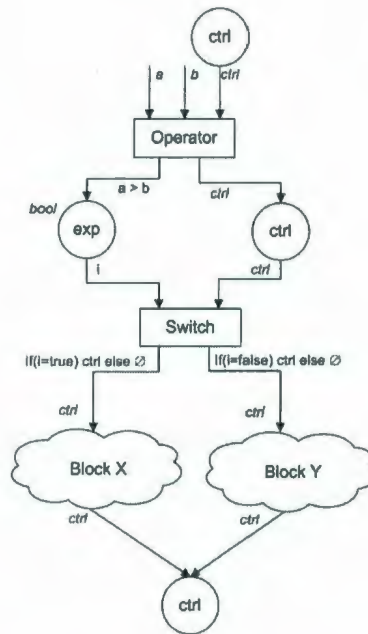 ctrl
a b ctrl
Operator
a > b ctrl
bool
exp ctrl
i ctrl
Switch
If(i=true) ctrl else ∅ If(i=false) ctrl else ∅
ctrl ctrl
Block X Block Y
ctrl ctrl
ctrl